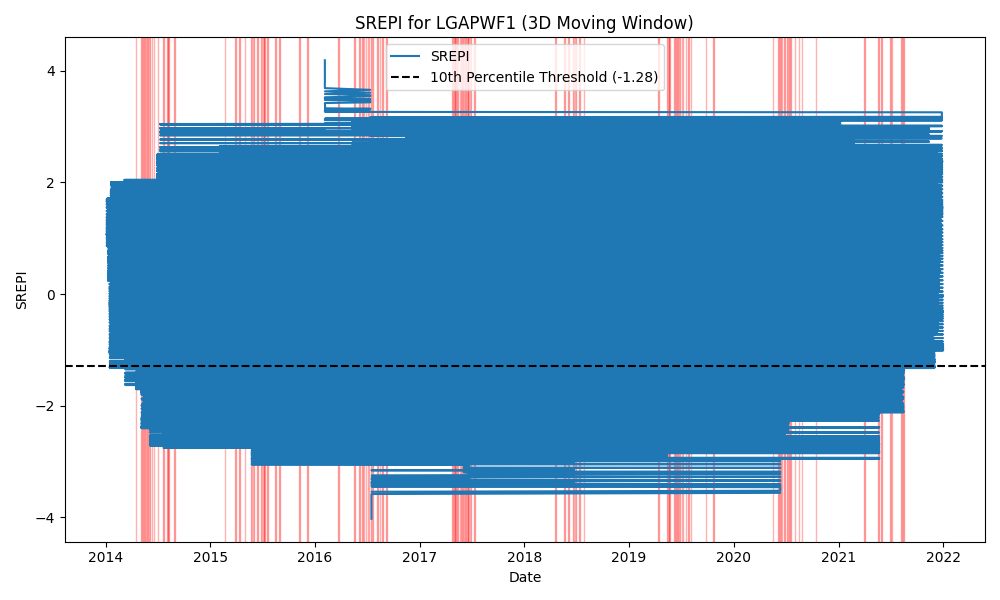 SREPI for LGAPWF1 (3D Moving Window)
SREPI
10th Percentile Threshold (-1.28)
4
2
0
−2
−4
SREPI
2014 2015 2016 2017 2018 2019 2020 2021 2022
Date